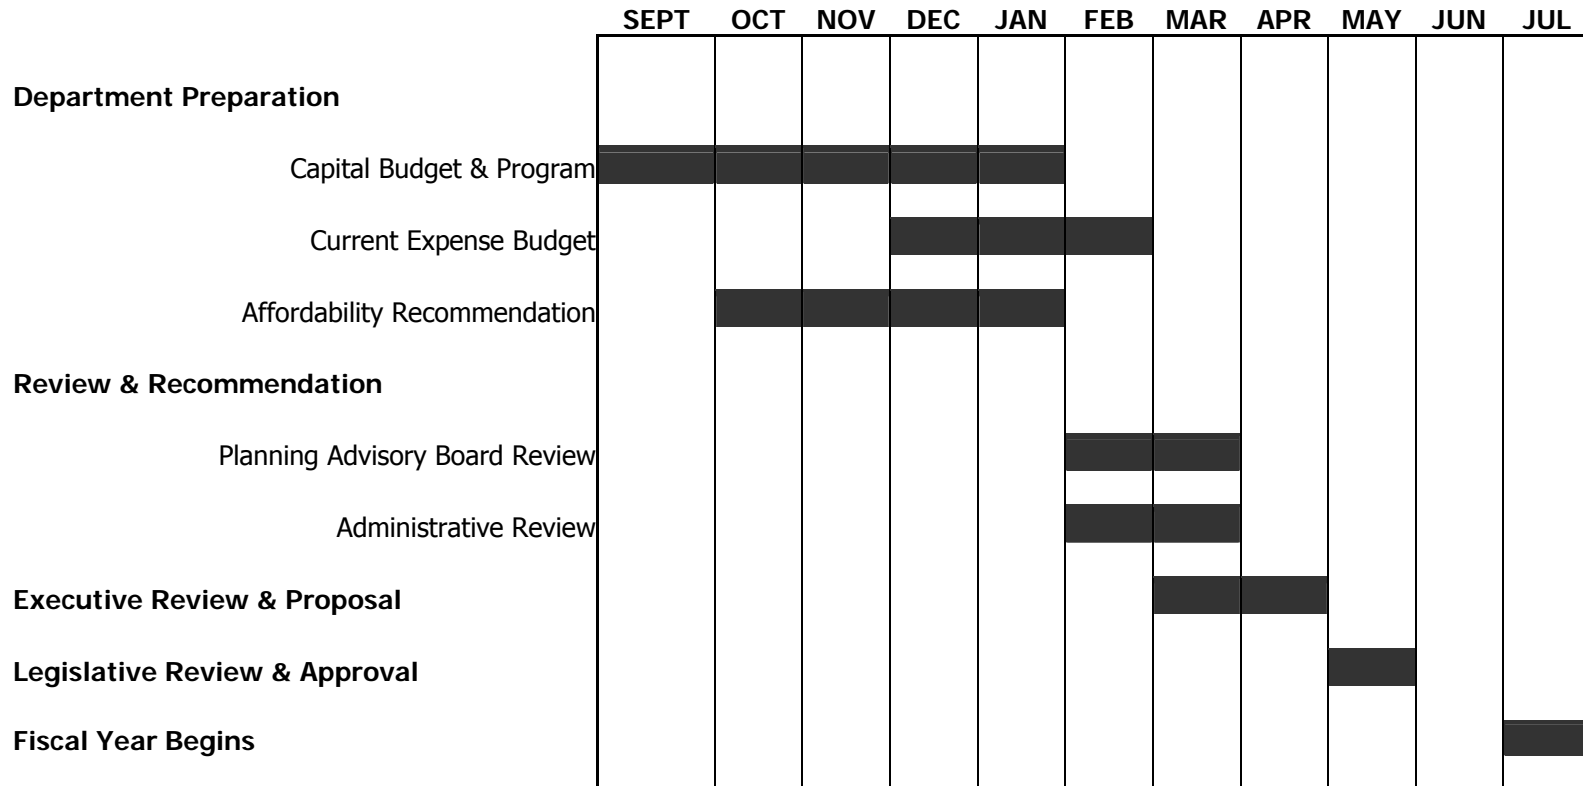 SEPT OCT NOV DEC JAN FEB MAR APR MAY JUN JUL
Department Preparation
Capital Budget & Program
Current Expense Budget
Affordability Recommendation
Review & Recommendation
Planning Advisory Board Review
Administrative Review
Executive Review & Proposal
Legislative Review & Approval
Fiscal Year Begins